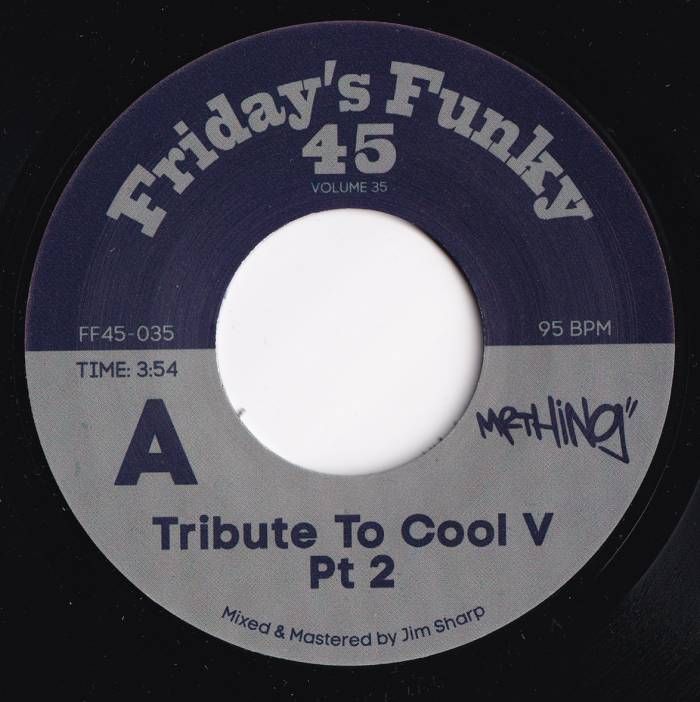 Friday's Funky
45
VOLUME 35
FF45-035
95 BPM
TIME: 3:54
A
MRTHING"
Tribute To Cool V
Pt 2
Mixed & Mastered by Jim Sharp